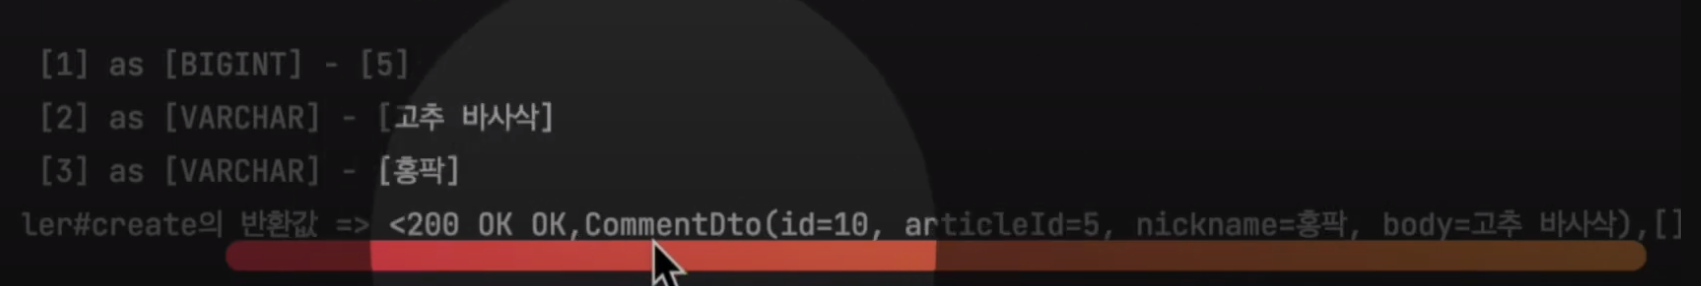 [1] as [BIGINT] - [5]
[2] as [VARCHAR] - [고추 바사삭]
[3] as [VARCHAR] - [홍팍]
ler#create의 반환값 => <200 OK OK,CommentDto(id=10, articleId=5, nickname=홍팍, body=고추 바사삭),[]